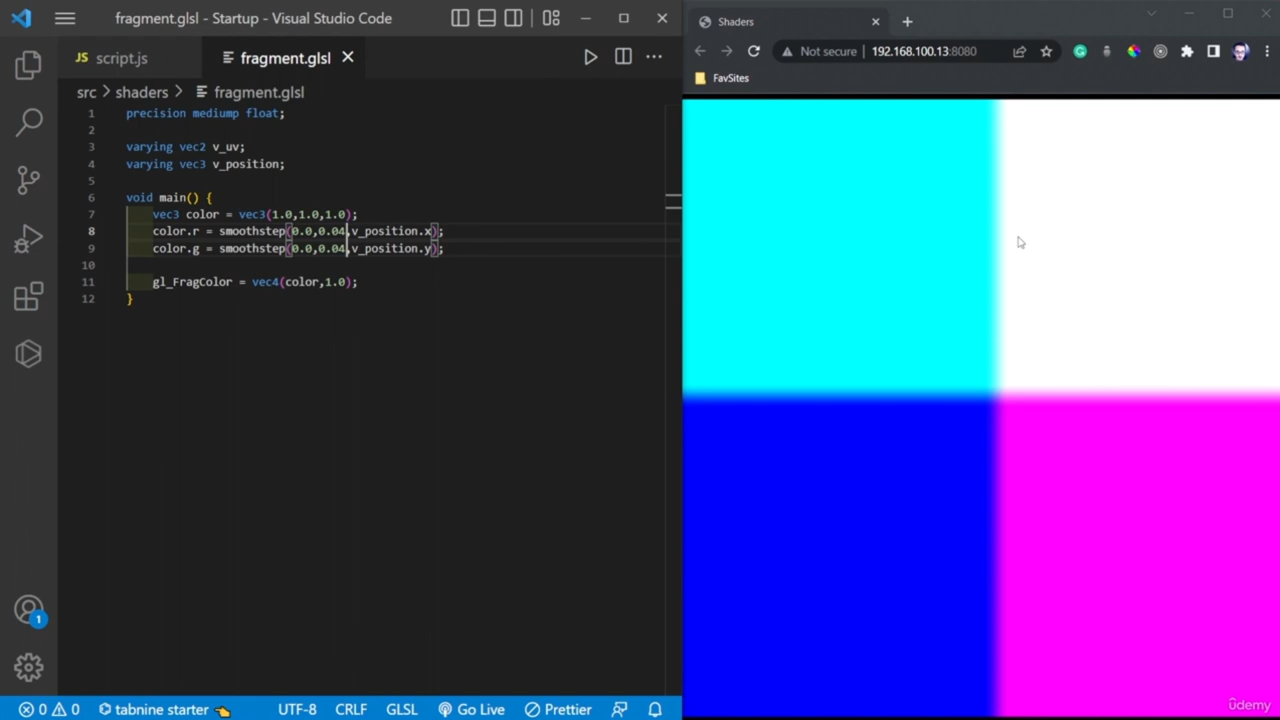 fragment.glsl - Startup - Visual Studio Code
JS script.js
fragment.glsl
src > shaders > fragment.glsl
1 precision mediump float;
2
3 varying vec2 v_uv;
4 varying vec3 v_position;
5
6 void main() {
7 vec3 color = vec3(1.0,1.0,1.0);
8 color.r = smoothstep(0.0,0.04,v_position.x);
9 color.g = smoothstep(0.0,0.04,v_position.y);
10
11 gl_FragColor = vec4(color,1.0);
12 }
1
0 0 tabnine starter UTF-8 CRLF GLSL Go Live Prettier
Shaders
Not secure 192.168.100.13:8080
FavSites
ûdemy